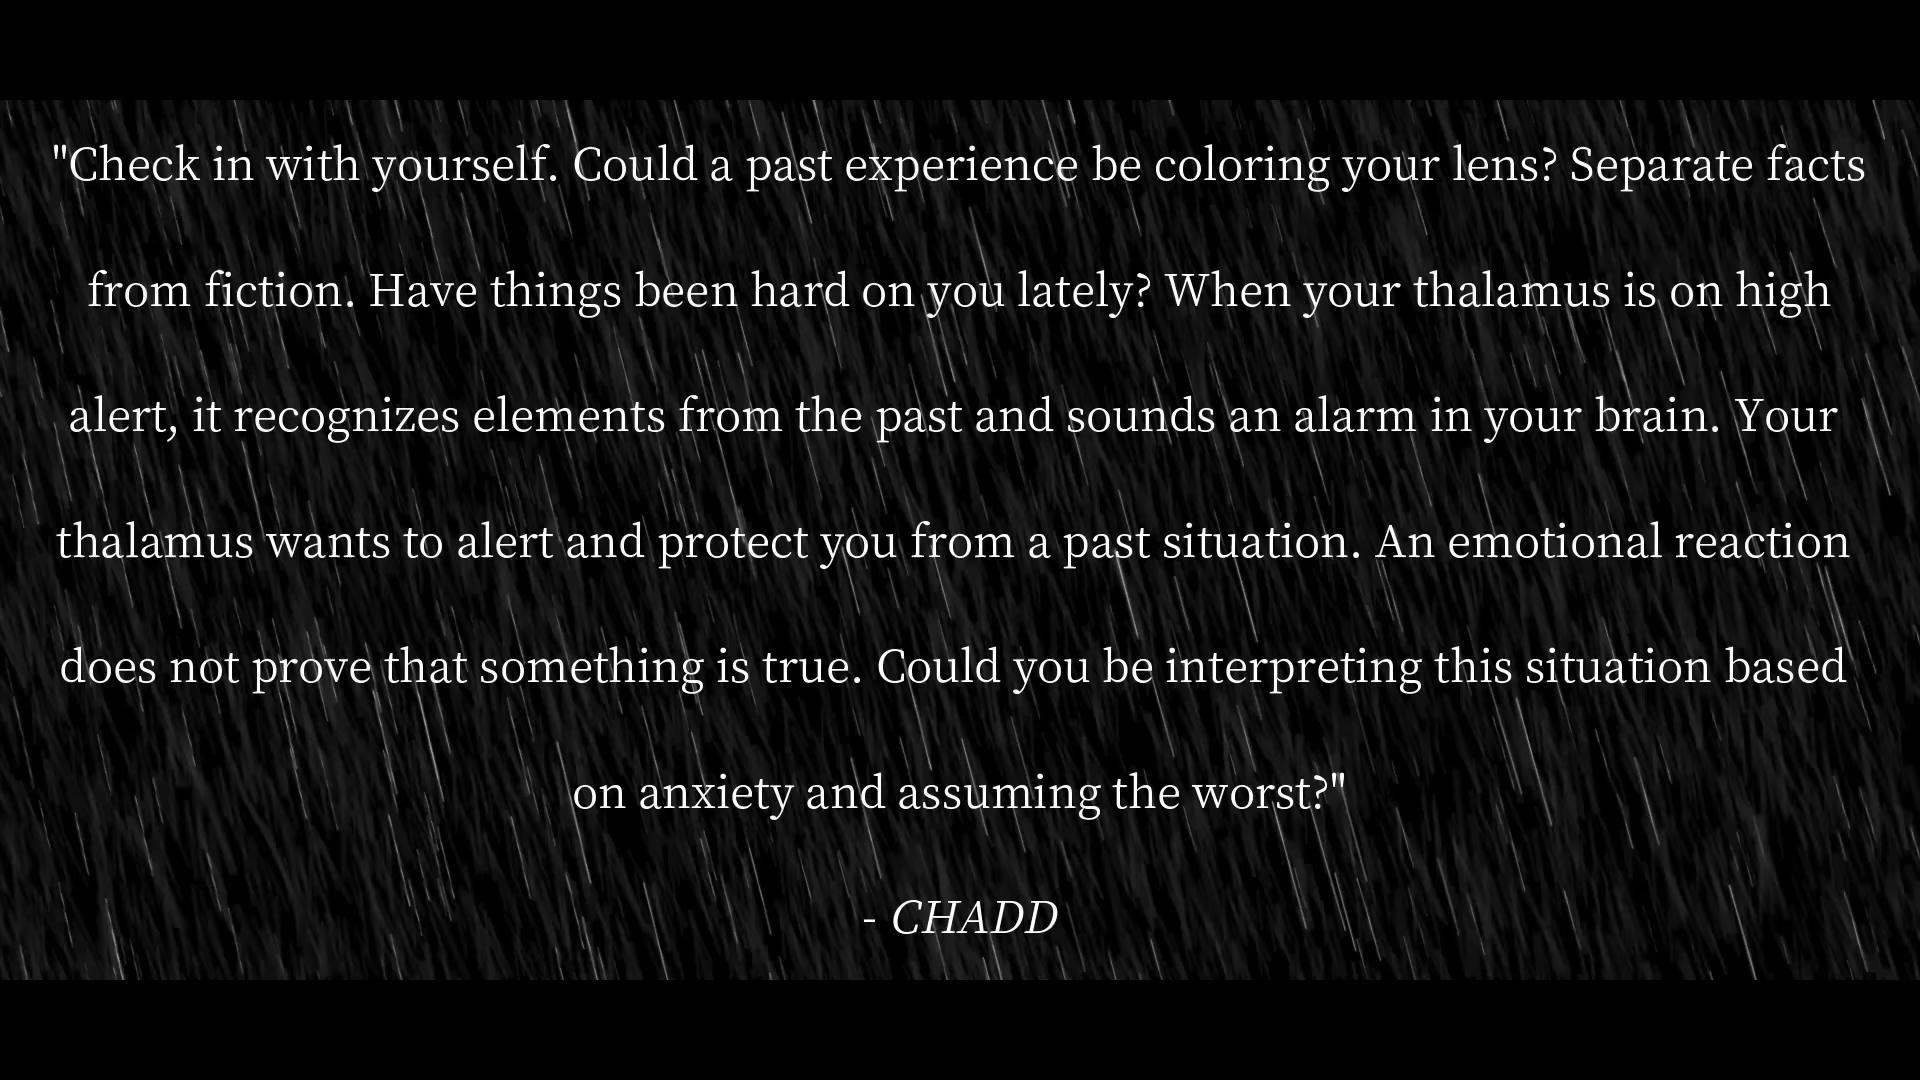 "Check in with yourself. Could a past experience be coloring your lens? Separate facts
from fiction. Have things been hard on you lately? When your thalamus is on high
alert, it recognizes elements from the past and sounds an alarm in your brain. Your
thalamus wants to alert and protect you from a past situation. An emotional reaction
does not prove that something is true. Could you be interpreting this situation based
on anxiety and assuming the worst?"
- CHADD